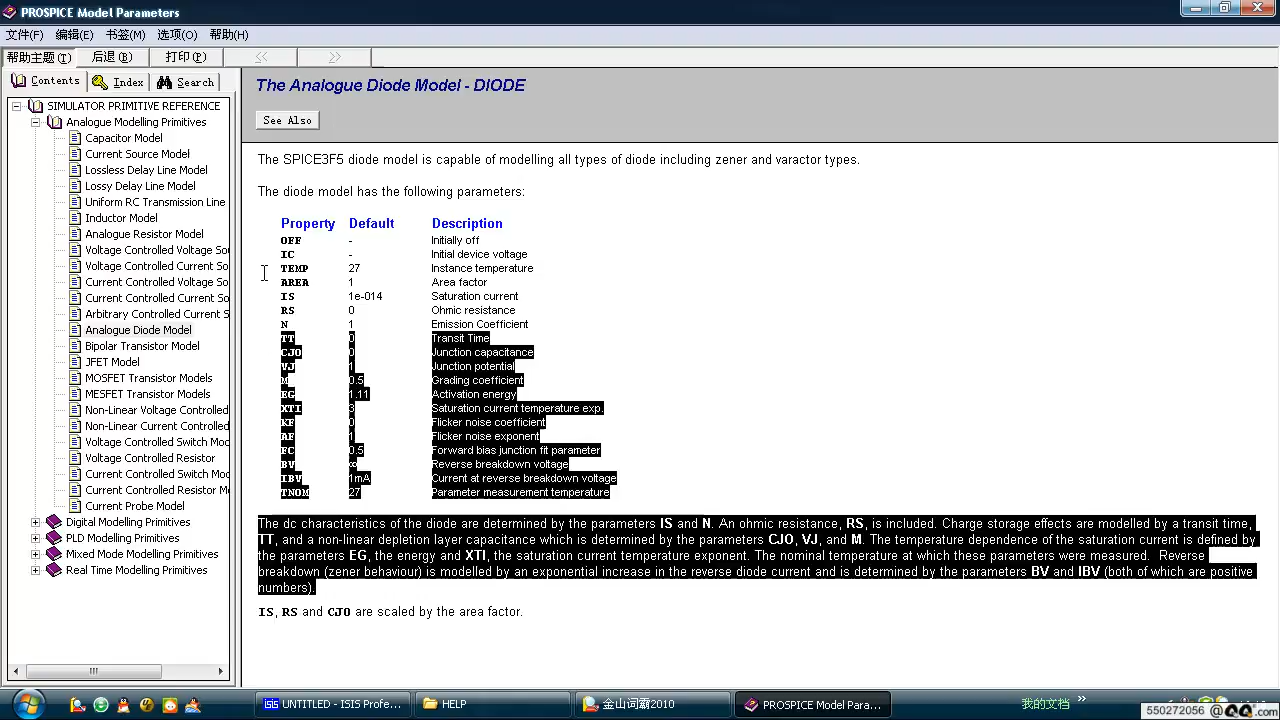 PROSPICE Model Parameters
文件(F) 编辑(E) 书签(M) 选项(O) 帮助(H)
帮助主题(T) 后退(B) 打印(P) << >>
Contents Index Search
SIMULATOR PRIMITIVE REFERENCE
Analogue Modelling Primitives
Capacitor Model
Current Source Model
Lossless Delay Line Model
Lossy Delay Line Model
Uniform RC Transmission Line
Inductor Model
Analogue Resistor Model
Voltage Controlled Voltage So
Voltage Controlled Current So
Current Controlled Voltage So
Current Controlled Current So
Arbitrary Controlled Current S
Analogue Diode Model
Bipolar Transistor Model
JFET Model
MOSFET Transistor Models
MESFET Transistor Models
Non-Linear Voltage Controlled
Non-Linear Current Controlled
Voltage Controlled Switch Mod
Voltage Controlled Resistor
Current Controlled Switch Mod
Current Controlled Resistor M
Current Probe Model
Digital Modelling Primitives
PLD Modelling Primitives
Mixed Mode Modelling Primitives
Real Time Modelling Primitives
The Analogue Diode Model - DIODE
See Also
The SPICE3F5 diode model is capable of modelling all types of diode including zener and varactor types.
The diode model has the following parameters:
Property Default Description
OFF - Initially off
IC - Initial device voltage
TEMP 27 Instance temperature
AREA 1 Area factor
IS 1e-014 Saturation current
RS 0 Ohmic resistance
N 1 Emission Coefficient
TT 0 Transit Time
CJO 0 Junction capacitance
VJ 1 Junction potential
M 0.5 Grading coefficient
EG 1.11 Activation energy
XTI 3 Saturation current temperature exp.
KF 0 Flicker noise coefficient
AF 1 Flicker noise exponent
FC 0.5 Forward bias junction fit parameter
BV ∞ Reverse breakdown voltage
IBV 1mA Current at reverse breakdown voltage
TNOM 27 Parameter measurement temperature
The dc characteristics of the diode are determined by the parameters IS and N. An ohmic resistance, RS, is included. Charge storage effects are modelled by a transit time,
TT, and a non-linear depletion layer capacitance which is determined by the parameters CJO, VJ, and M. The temperature dependence of the saturation current is defined by
the parameters EG, the energy and XTI, the saturation current temperature exponent. The nominal temperature at which these parameters were measured. Reverse
breakdown (zener behaviour) is modelled by an exponential increase in the reverse diode current and is determined by the parameters BV and IBV (both of which are positive
numbers).
IS, RS and CJO are scaled by the area factor.
UNTITLED - ISIS Profe... HELP 金山词霸2010 PROSPICE Model Para... 我的文档 »
550272056 @QQ.com